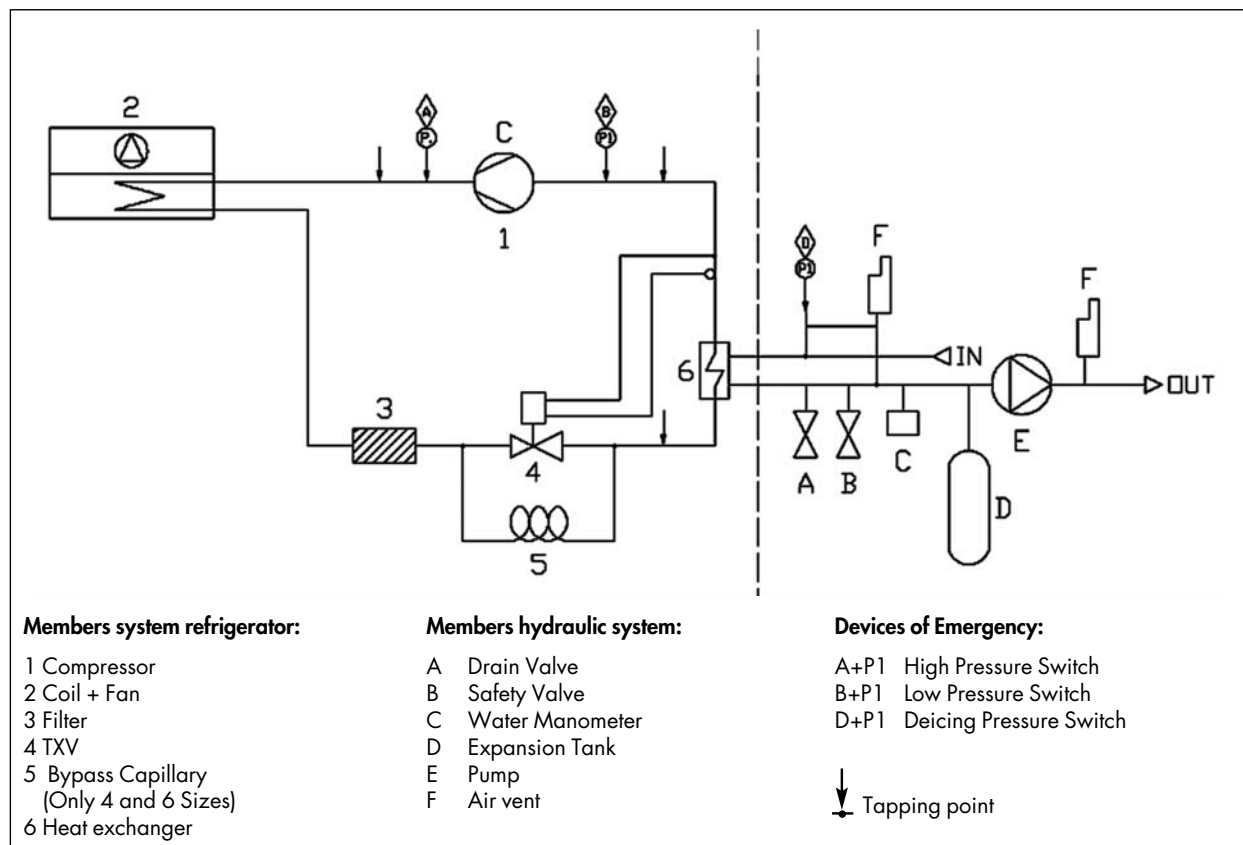 2
A
P.
C
B
P1
1
D
P1
F
F
6
IN
OUT
3
4
5
A
B
C
D
E
Members system refrigerator:
1 Compressor
2 Coil + Fan
3 Filter
4 TXV
5 Bypass Capillary
(Only 4 and 6 Sizes)
6 Heat exchanger
Members hydraulic system:
A Drain Valve
B Safety Valve
C Water Manometer
D Expansion Tank
E Pump
F Air vent
Devices of Emergency:
A+P1 High Pressure Switch
B+P1 Low Pressure Switch
D+P1 Deicing Pressure Switch
Tapping point